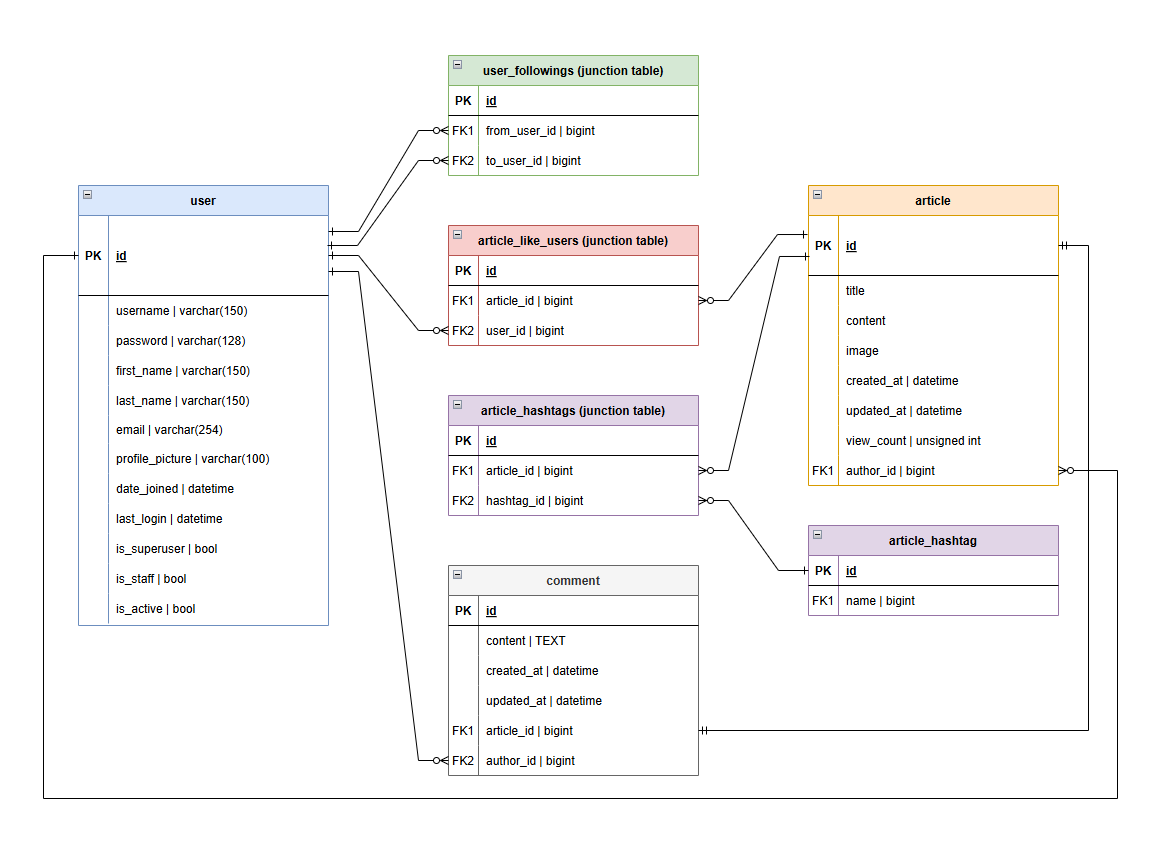 user_followings (junction table)
PK id
FK1 from_user_id | bigint
FK2 to_user_id | bigint
user
PK id
username | varchar(150)
password | varchar(128)
first_name | varchar(150)
last_name | varchar(150)
email | varchar(254)
profile_picture | varchar(100)
date_joined | datetime
last_login | datetime
is_superuser | bool
is_staff | bool
is_active | bool
article_like_users (junction table)
PK id
FK1 article_id | bigint
FK2 user_id | bigint
article_hashtags (junction table)
PK id
FK1 article_id | bigint
FK2 hashtag_id | bigint
comment
PK id
content | TEXT
created_at | datetime
updated_at | datetime
FK1 article_id | bigint
FK2 author_id | bigint
article
PK id
title
content
image
created_at | datetime
updated_at | datetime
view_count | unsigned int
FK1 author_id | bigint
article_hashtag
PK id
FK1 name | bigint